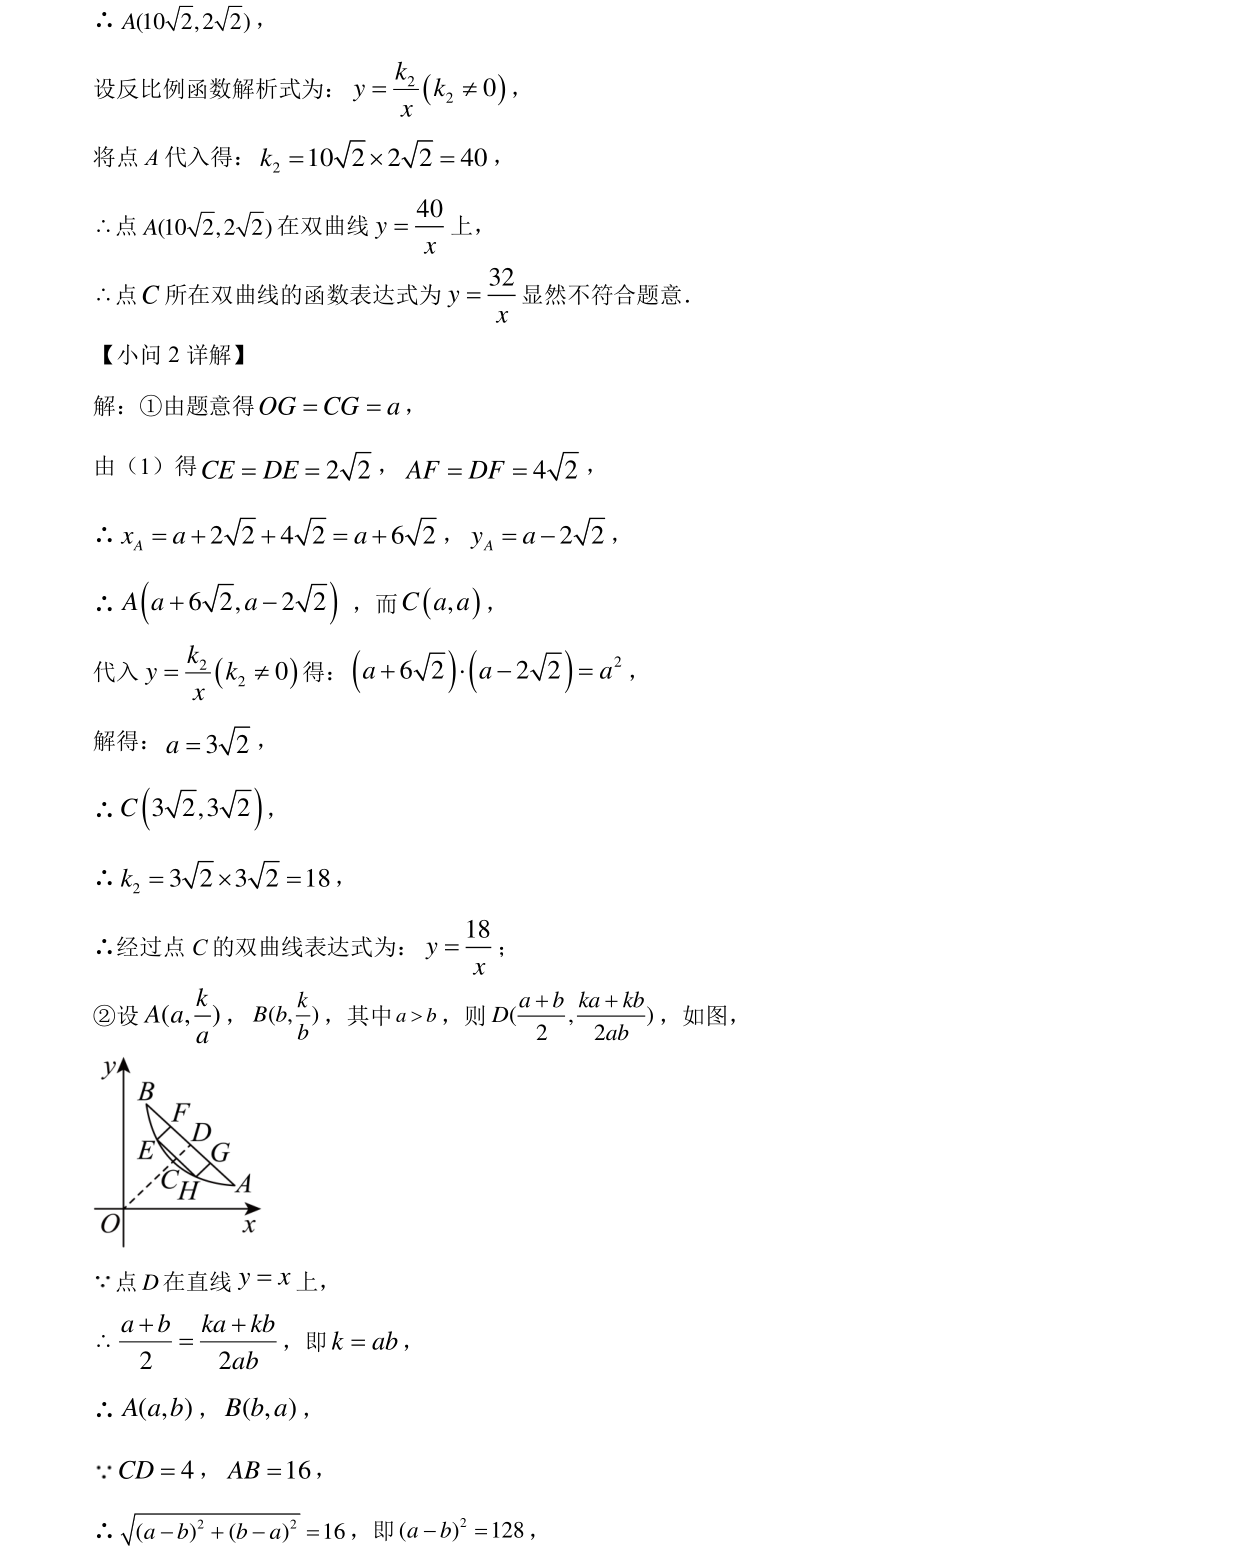 ∴ A(10√2,2√2)，
设反比例函数解析式为： y = k₂/x (k₂ ≠ 0)，
将点 A 代入得： k₂ = 10√2 × 2√2 = 40，
∴点 A(10√2,2√2) 在双曲线 y = 40/x 上，
∴点 C 所在双曲线的函数表达式为 y = 32/x 显然不符合题意．
【小问 2 详解】
解：①由题意得 OG = CG = a，
由（1）得 CE = DE = 2√2， AF = DF = 4√2，
∴ x_A = a + 2√2 + 4√2 = a + 6√2， y_A = a − 2√2，
∴ A(a + 6√2, a − 2√2) ，而 C(a,a)，
代入 y = k₂/x (k₂ ≠ 0) 得： (a + 6√2)·(a − 2√2) = a²，
解得： a = 3√2，
∴ C(3√2,3√2)，
∴ k₂ = 3√2 × 3√2 = 18，
∴经过点 C 的双曲线表达式为： y = 18/x；
②设 A(a, k/a)， B(b, k/b)，其中 a > b，则 D((a+b)/2, (ka+kb)/(2ab))，如图，
y
B
F
D
E
G
C
H
A
O
x
∵点 D 在直线 y = x 上，
∴ (a+b)/2 = (ka+kb)/(2ab)，即 k = ab，
∴ A(a,b)， B(b,a)，
∵ CD = 4， AB = 16，
∴ √((a−b)² + (b−a)²) = 16，即 (a−b)² = 128，